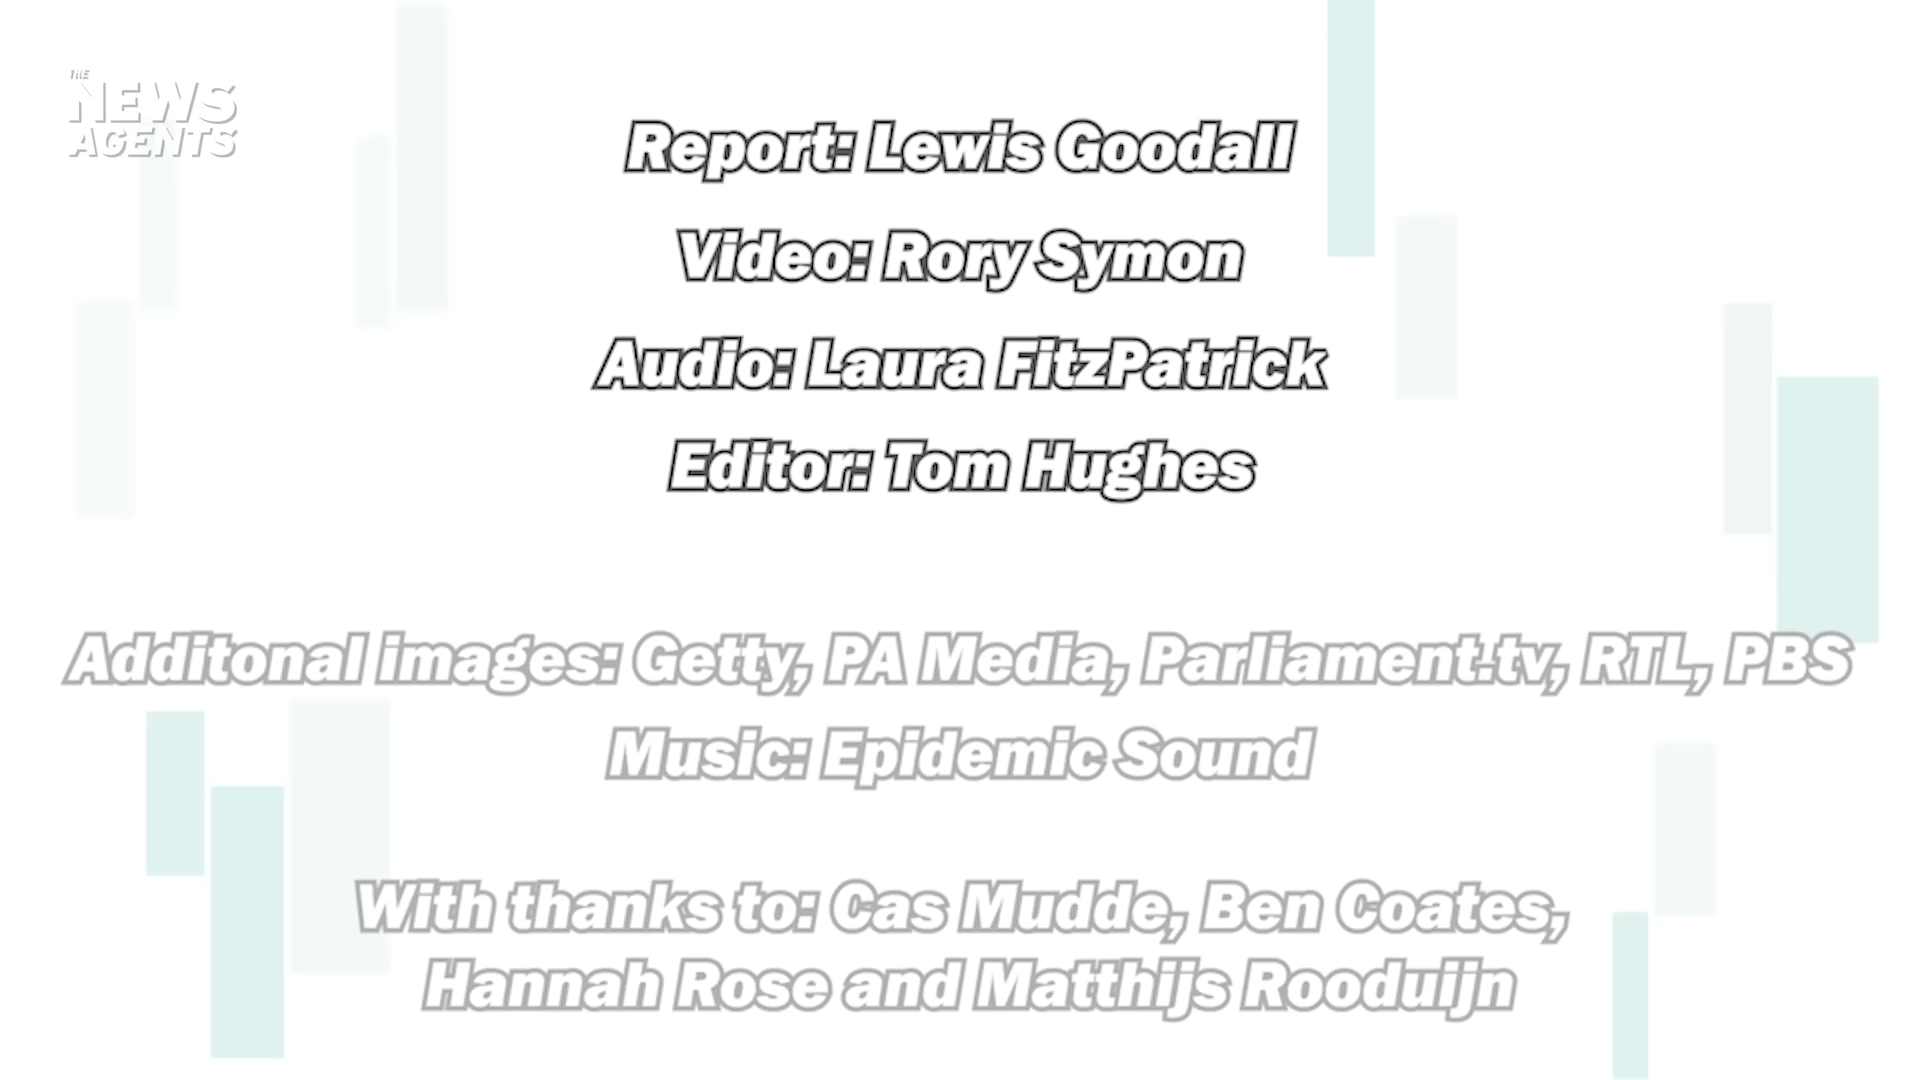 THE
NEWS
AGENTS
Report: Lewis Goodall
Video: Rory Symon
Audio: Laura FitzPatrick
Editor: Tom Hughes
Additonal images: Getty, PA Media, Parliament.tv, RTL, PBS
Music: Epidemic Sound
With thanks to: Cas Mudde, Ben Coates,
Hannah Rose and Matthijs Rooduijn